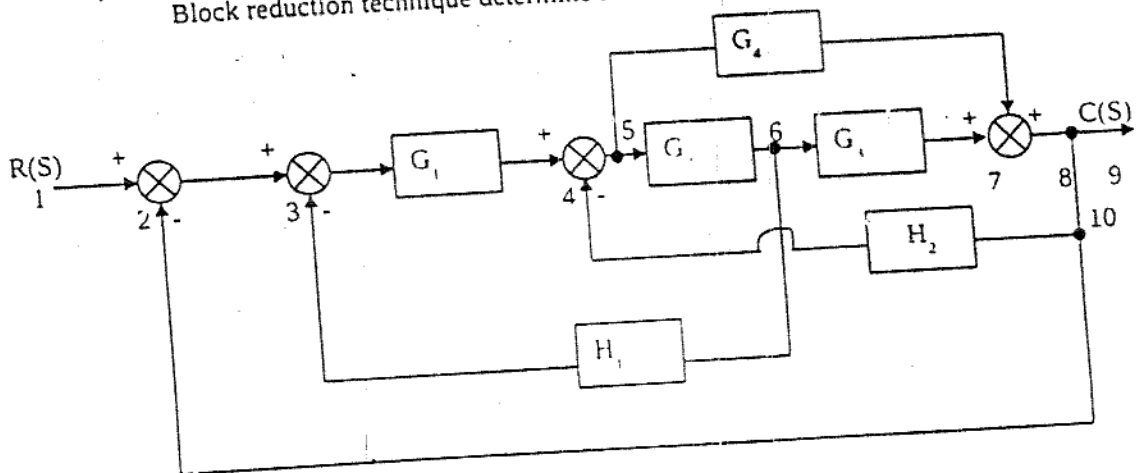 Block reduction technique determine
G₄
R(S)
+
+
+
5
6
+
+
C(S)
1
G₁
G
G
2
-
3
-
4
-
7
8
9
10
H₂
H₁